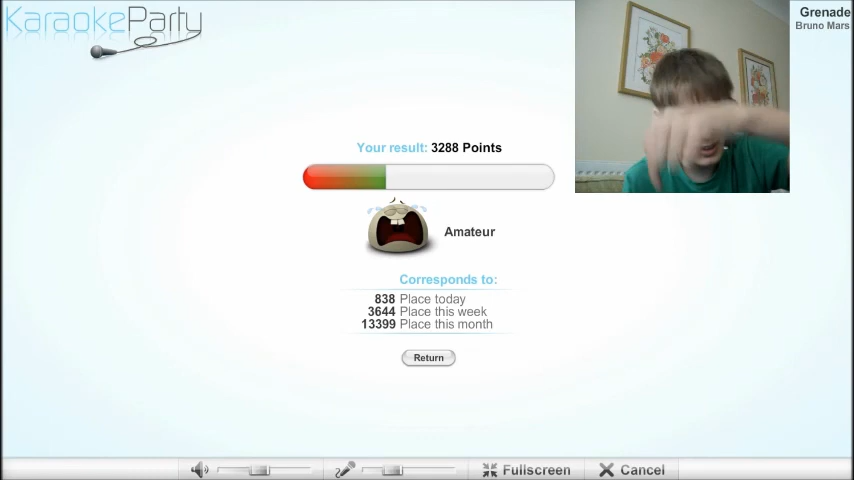 KaraokeParty
Grenade
Bruno Mars
Your result: 3288 Points
Amateur
Corresponds to:
838 Place today
3644 Place this week
13399 Place this month
Return
Fullscreen
Cancel